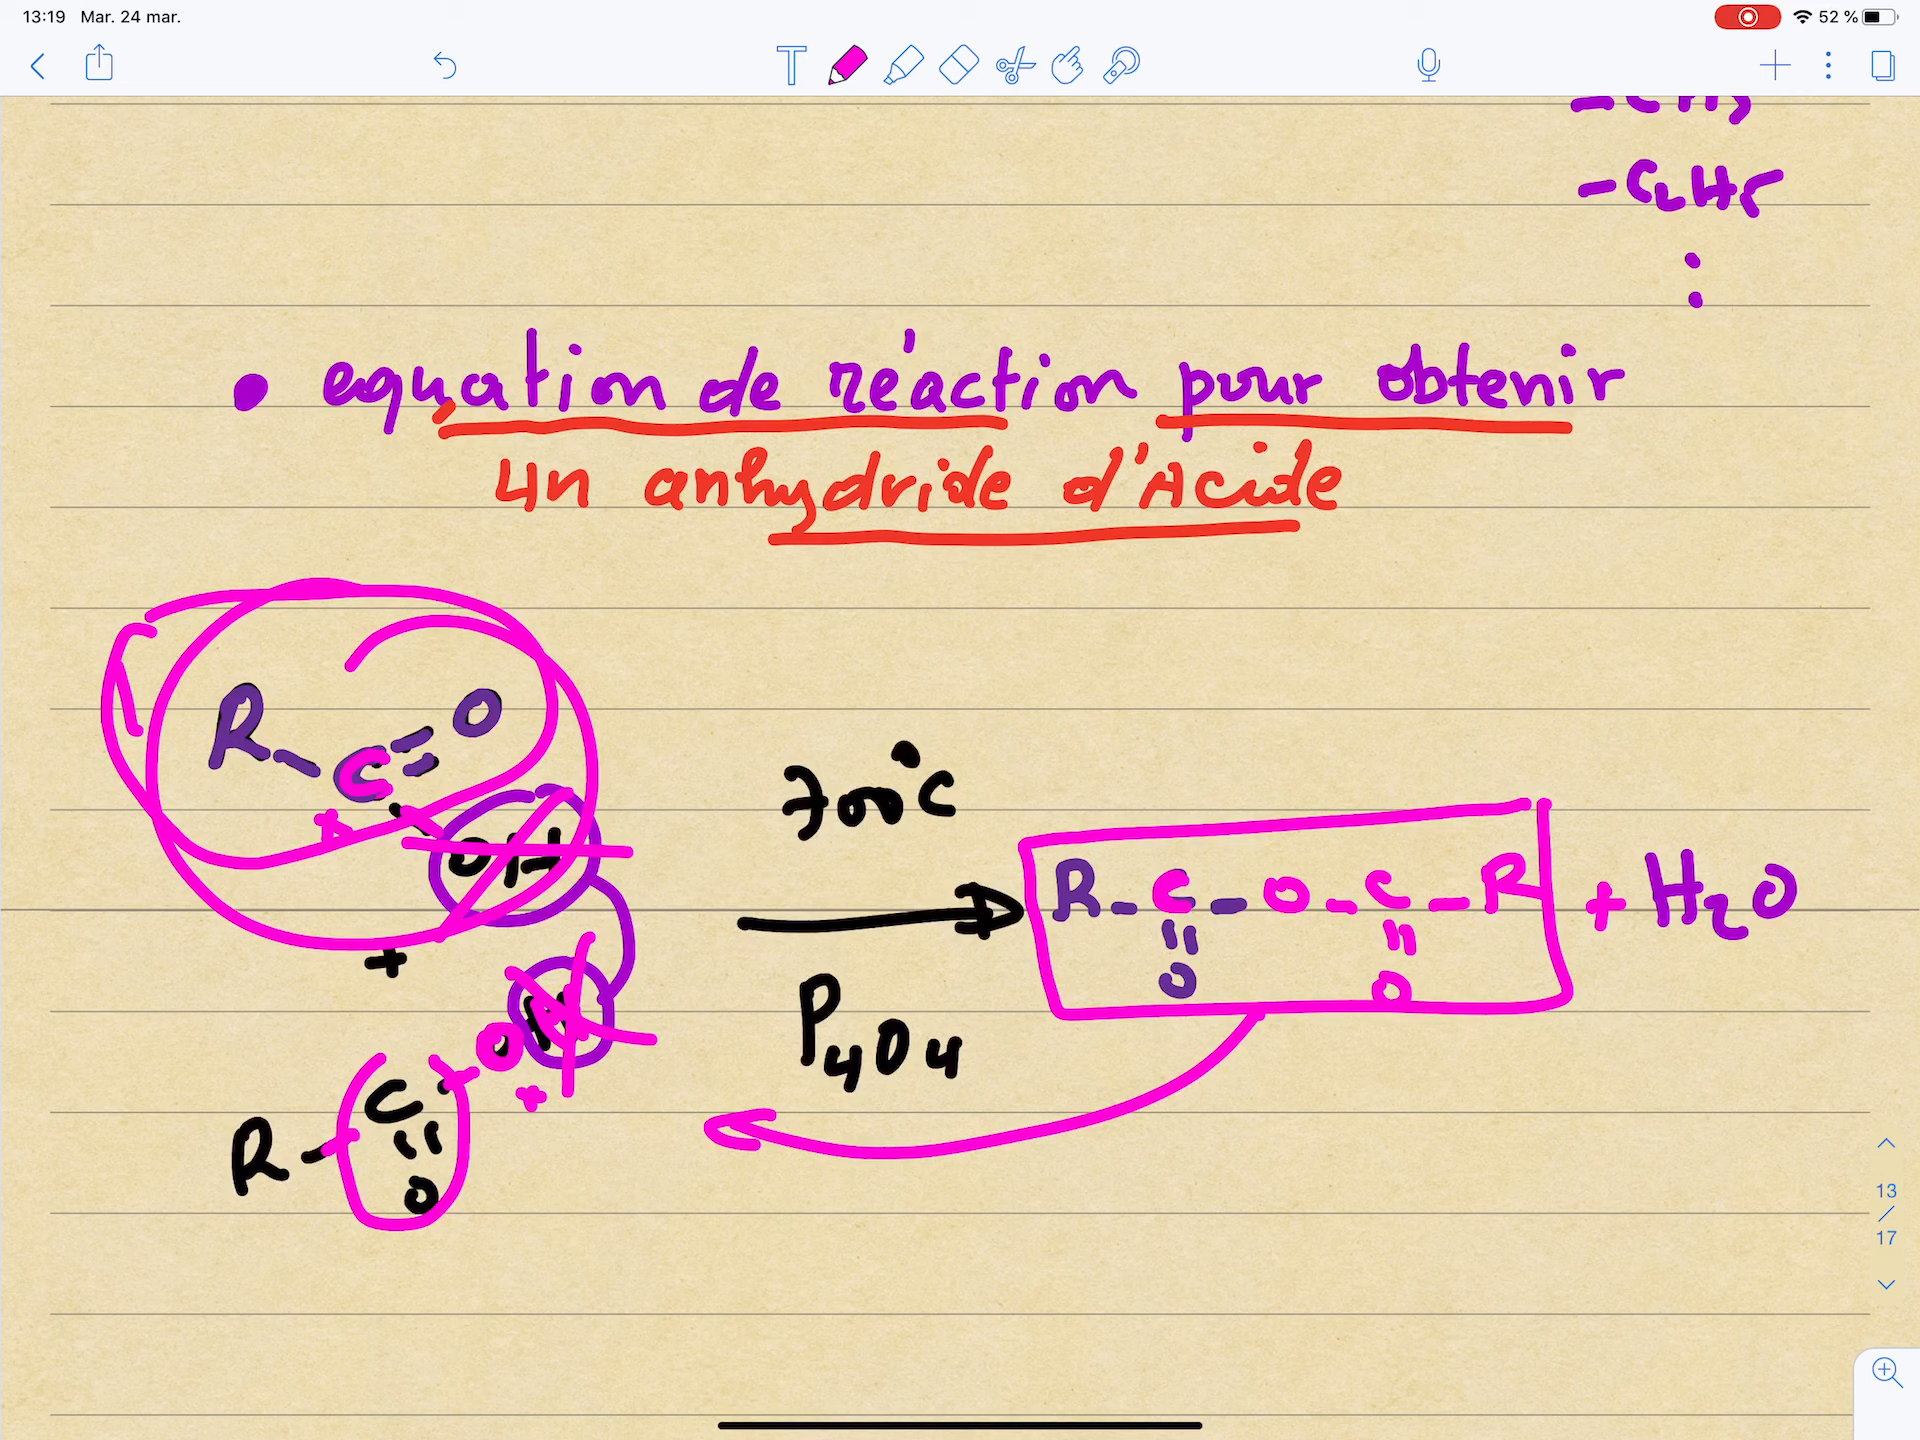 13:19 Mar. 24 mar.
52 %
-CH3
-C2H5
:
• equation de réaction pour obtenir
un anhydride d'Acide
R-C=O
OH
700°C
R-C-O-C-R + H2O
=O =O
+
P4O4
OH
R-C
=O
13
/
17